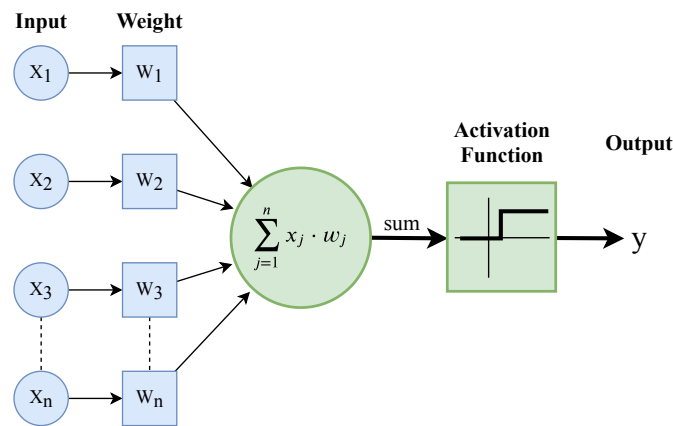 Input
Weight
X1
W1
X2
W2
X3
W3
Xn
Wn
n
∑ xj · wj
j=1
sum
Activation
Function
Output
y